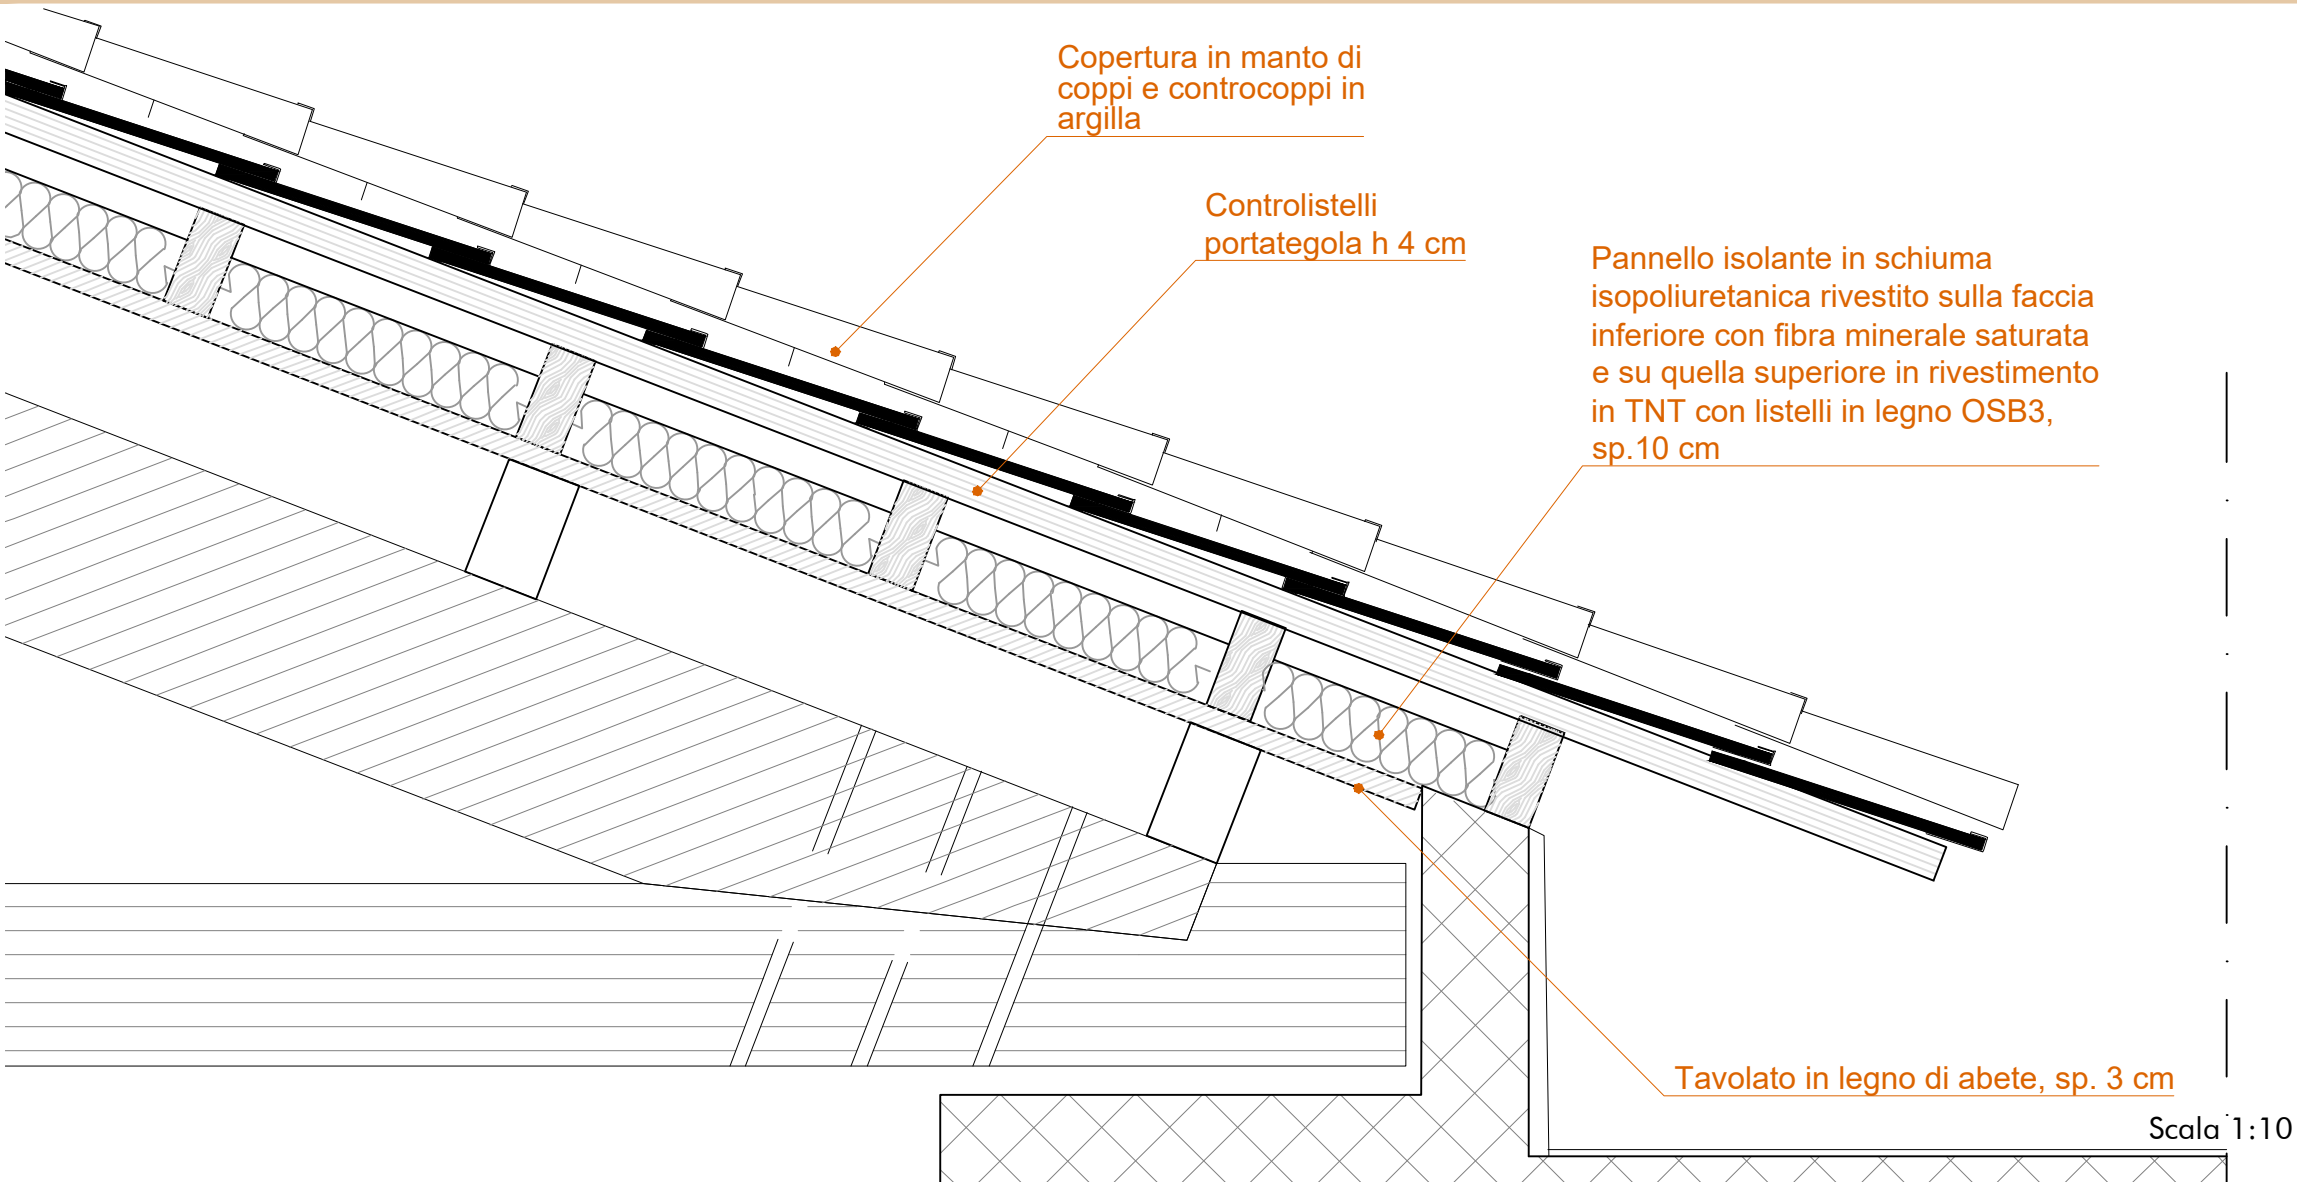 Copertura in manto di
coppi e controcoppi in
argilla
Controlistelli
portategola h 4 cm
Pannello isolante in schiuma
isopoliuretanica rivestito sulla faccia
inferiore con fibra minerale saturata
e su quella superiore in rivestimento
in TNT con listelli in legno OSB3,
sp.10 cm
Tavolato in legno di abete, sp. 3 cm
Scala 1:10